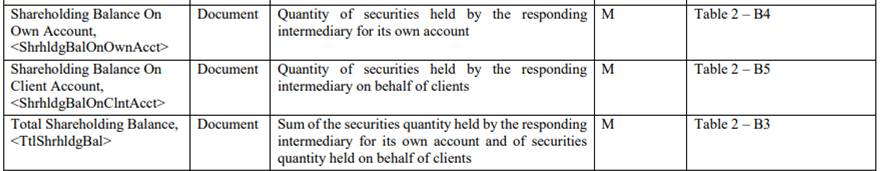 Shareholding Balance On Own Account, <ShrhldgBalOnOwnAcct> Document Quantity of securities held by the responding intermediary for its own account M Table 2 – B4
Shareholding Balance On Client Account, <ShrhldgBalOnClntAcct> Document Quantity of securities held by the responding intermediary on behalf of clients M Table 2 – B5
Total Shareholding Balance, <TtlShrhldgBal> Document Sum of the securities quantity held by the responding intermediary for its own account and of securities quantity held on behalf of clients M Table 2 – B3